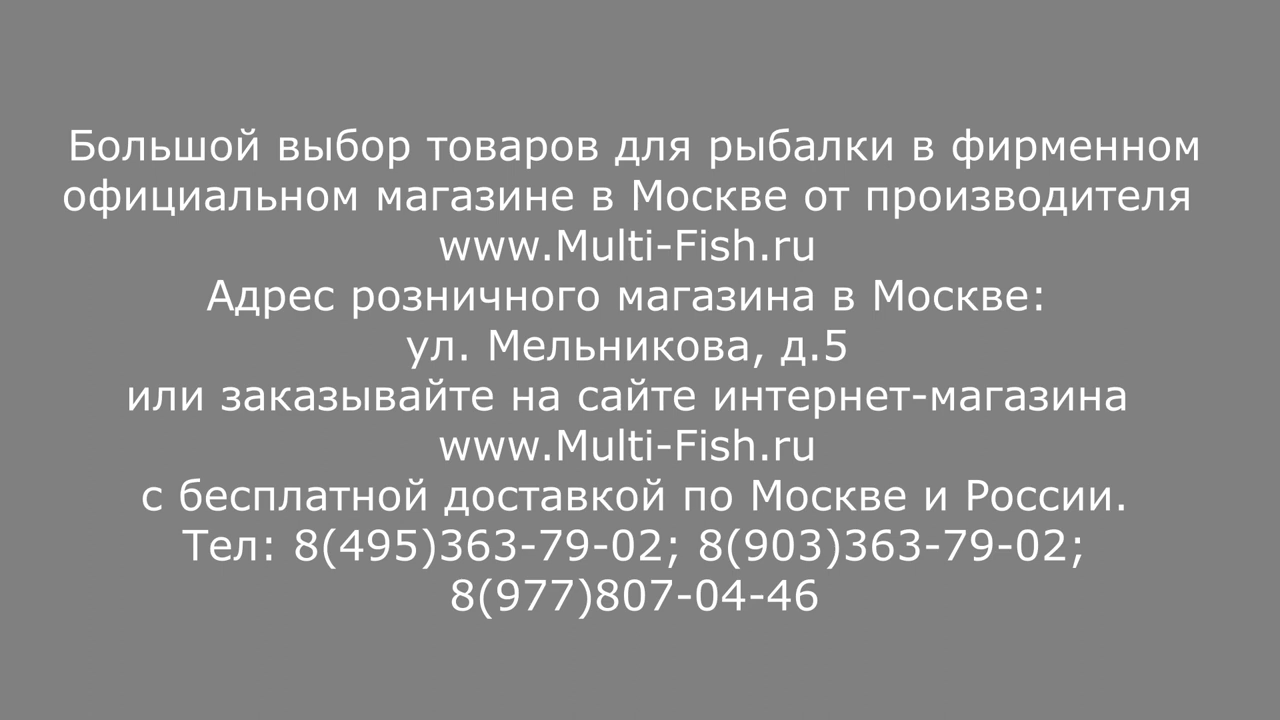 Большой выбор товаров для рыбалки в фирменном
официальном магазине в Москве от производителя
www.Multi-Fish.ru
Адрес розничного магазина в Москве:
ул. Мельникова, д.5
или заказывайте на сайте интернет-магазина
www.Multi-Fish.ru
с бесплатной доставкой по Москве и России.
Тел: 8(495)363-79-02; 8(903)363-79-02;
8(977)807-04-46